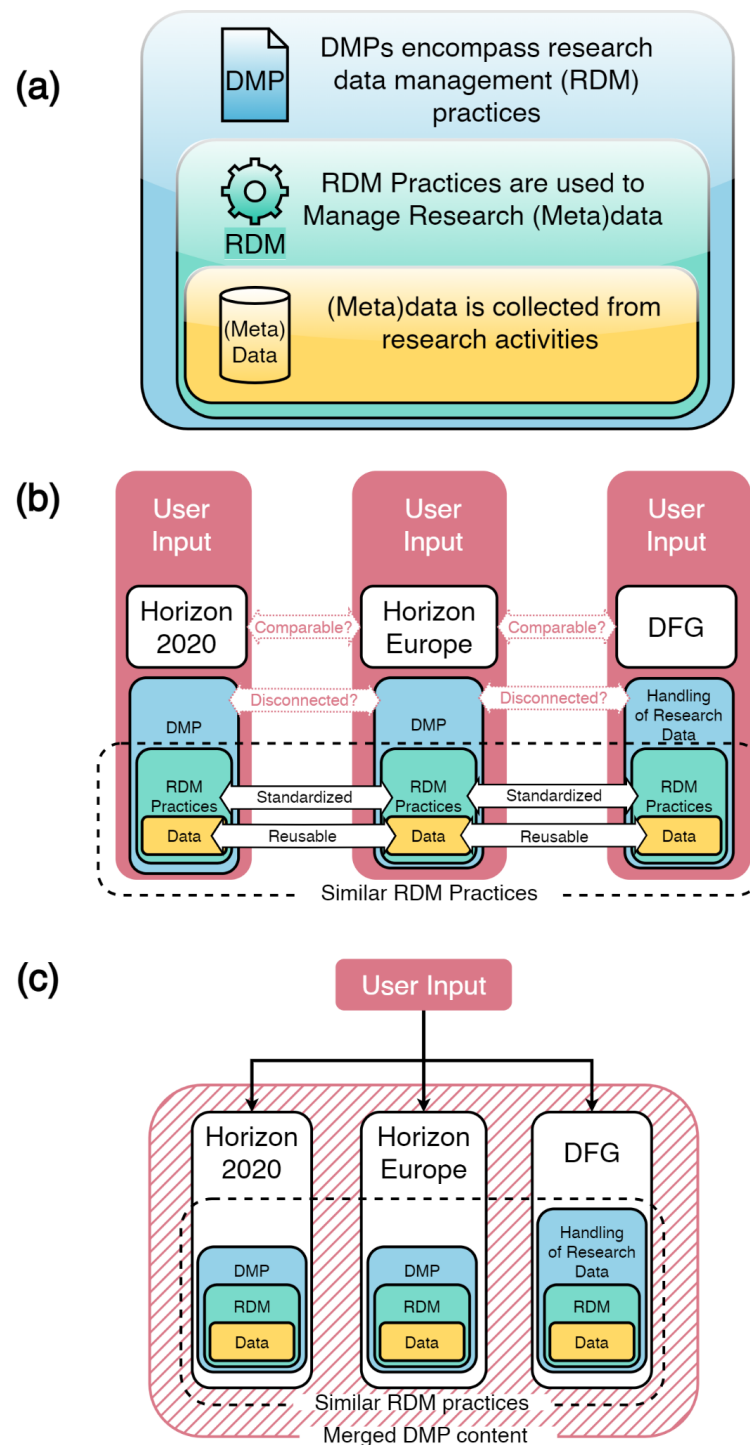 (a)
DMP
DMPs encompass research
data management (RDM)
practices
RDM
RDM Practices are used to
Manage Research (Meta)data
(Meta)
Data
(Meta)data is collected from
research activities
(b)
User
Input
User
Input
User
Input
Horizon
2020
Comparable?
Horizon
Europe
Comparable?
DFG
Disconnected?
Disconnected?
DMP
DMP
Handling
of Research
Data
RDM
Practices
Standardized
RDM
Practices
Standardized
RDM
Practices
Data
Reusable
Data
Reusable
Data
Similar RDM Practices
(c)
User Input
Horizon
2020
Horizon
Europe
DFG
DMP
DMP
Handling
of Research
Data
RDM
RDM
RDM
Data
Data
Data
Similar RDM practices
Merged DMP content